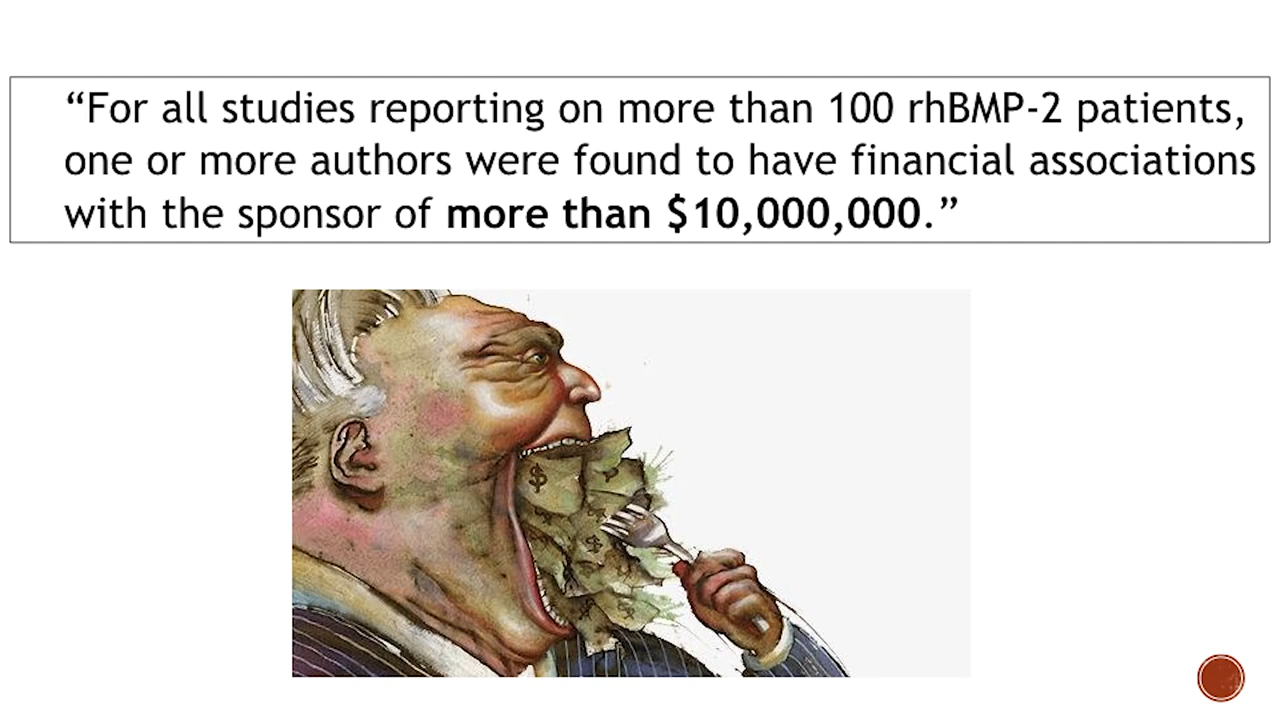 “For all studies reporting on more than 100 rhBMP-2 patients,
one or more authors were found to have financial associations
with the sponsor of more than $10,000,000.”
$
$
$